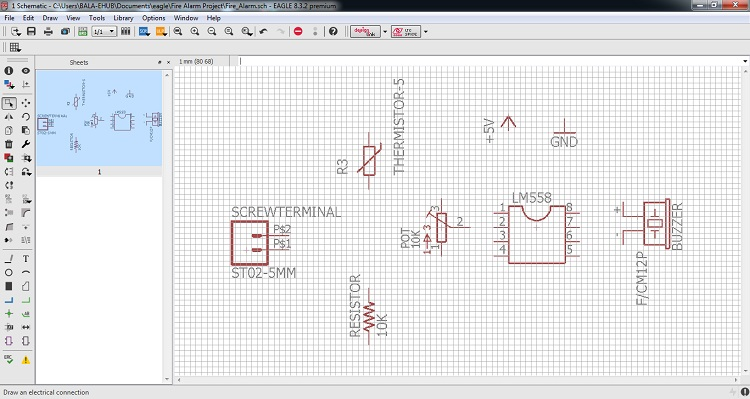 1 Schematic - C:\Users\BALA-EHUB\Documents\eagle\Fire Alarm Project\Fire_Alarm.sch - EAGLE 8.3.2 premium
File Edit Draw View Tools Library Options Window Help
1/1
Sheets
1 mm (80 68)
1
THERMISTOR-5
R3
+5V
GND
LM558
SCREWTERMINAL
P$2
P$1
ST02-5MM
POT
10K
3
2
1
3
1
1
2
3
4
8
7
6
5
+
-
BUZZER
F/CM12P
RESISTOR
10K
Draw an electrical connection